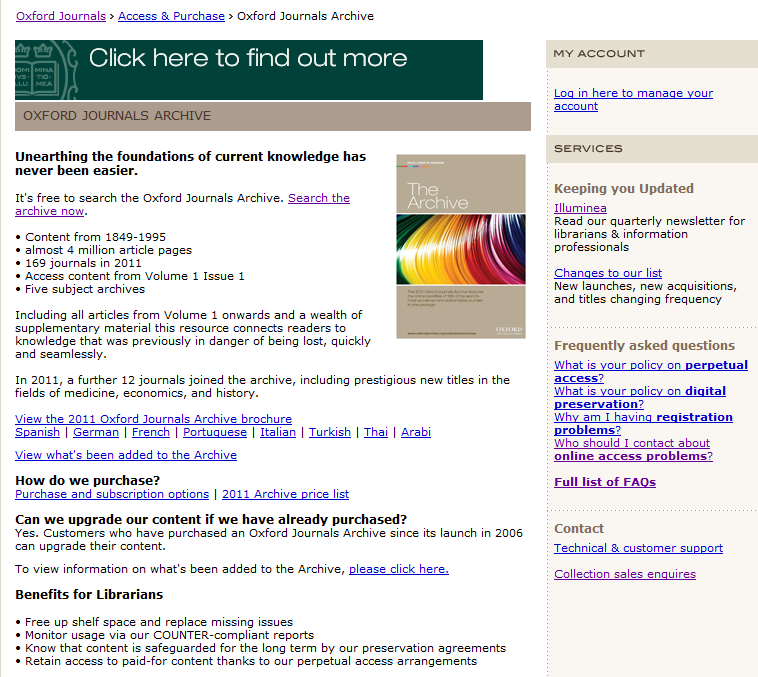 Oxford Journals › Access & Purchase › Oxford Journals Archive
Click here to find out more
OXFORD JOURNALS ARCHIVE
Unearthing the foundations of current knowledge has
never been easier.
It's free to search the Oxford Journals Archive. Search the
archive now.
• Content from 1849-1995
• almost 4 million article pages
• 169 journals in 2011
• Access content from Volume 1 Issue 1
• Five subject archives
Including all articles from Volume 1 onwards and a wealth of
supplementary material this resource connects readers to
knowledge that was previously in danger of being lost, quickly
and seamlessly.
The
Archive
OXFORD
In 2011, a further 12 journals joined the archive, including prestigious new titles in the
fields of medicine, economics, and history.
View the 2011 Oxford Journals Archive brochure
Spanish | German | French | Portuguese | Italian | Turkish | Thai | Arabi
View what's been added to the Archive
How do we purchase?
Purchase and subscription options | 2011 Archive price list
Can we upgrade our content if we have already purchased?
Yes. Customers who have purchased an Oxford Journals Archive since its launch in 2006
can upgrade their content.
To view information on what's been added to the Archive, please click here.
Benefits for Librarians
• Free up shelf space and replace missing issues
• Monitor usage via our COUNTER-compliant reports
• Know that content is safeguarded for the long term by our preservation agreements
• Retain access to paid-for content thanks to our perpetual access arrangements
MY ACCOUNT
Log in here to manage your
account
SERVICES
Keeping you Updated
Illuminea
Read our quarterly newsletter for
librarians & information
professionals
Changes to our list
New launches, new acquisitions,
and titles changing frequency
Frequently asked questions
What is your policy on perpetual
access?
What is your policy on digital
preservation?
Why am I having registration
problems?
Who should I contact about
online access problems?
Full list of FAQs
Contact
Technical & customer support
Collection sales enquires